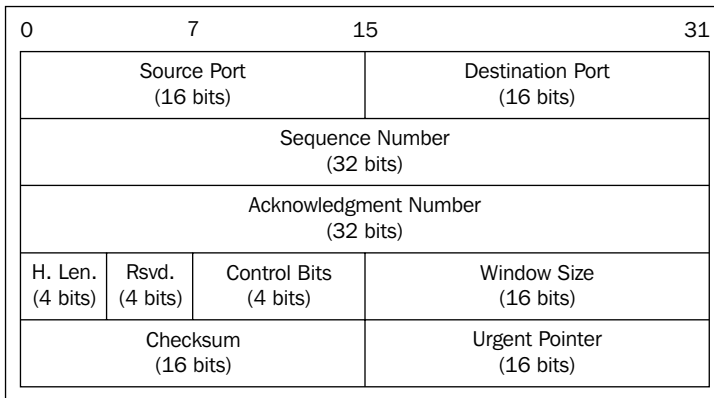 0 7 15 31
Source Port Destination Port
(16 bits) (16 bits)
Sequence Number
(32 bits)
Acknowledgment Number
(32 bits)
H. Len. Rsvd. Control Bits Window Size
(4 bits) (4 bits) (4 bits) (16 bits)
Checksum Urgent Pointer
(16 bits) (16 bits)